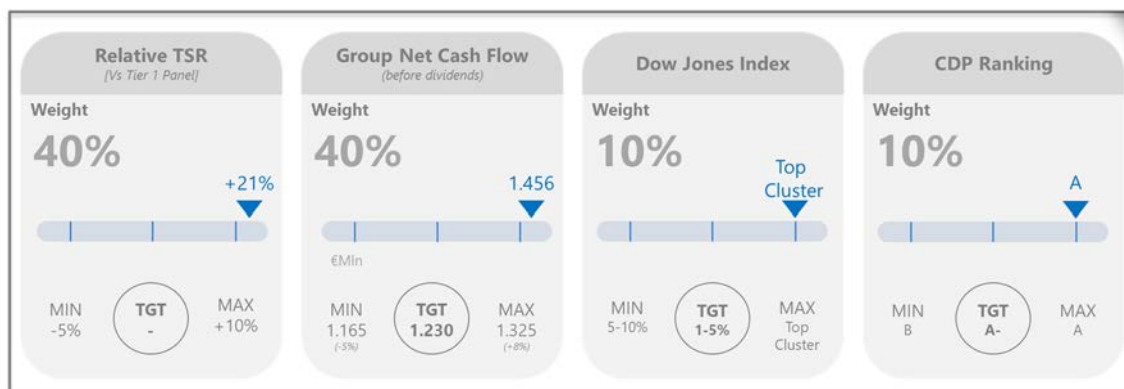 Relative TSR
[Vs Tier 1 Panel]
Weight
40%
+21%
MIN
-5%
TGT
-
MAX
+10%
Group Net Cash Flow
(before dividends)
Weight
40%
1.456
€Mln
MIN
1.165
(-5%)
TGT
1.230
MAX
1.325
(+8%)
Dow Jones Index
Weight
10%
Top
Cluster
MIN
5-10%
TGT
1-5%
MAX
Top
Cluster
CDP Ranking
Weight
10%
A
MIN
B
TGT
A-
MAX
A